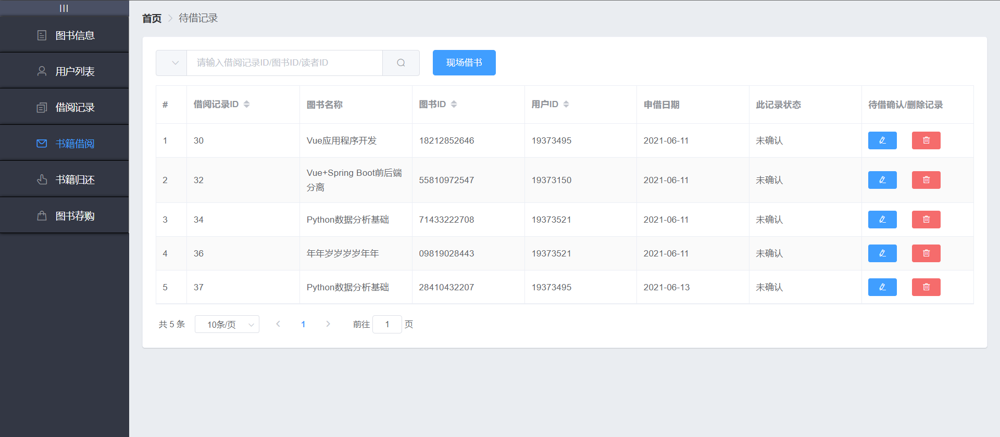 |||
图书信息
用户列表
借阅记录
书籍借阅
书籍归还
图书荐购
首页 > 待借记录
请输入借阅记录ID/图书ID/读者ID 现场借书
# 借阅记录ID 图书名称 图书ID 用户ID 申借日期 此记录状态 待借确认/删除记录
1 30 Vue应用程序开发 18212852646 19373495 2021-06-11 未确认
2 32 Vue+Spring Boot前后端
分离 55810972547 19373150 2021-06-11 未确认
3 34 Python数据分析基础 71433222708 19373521 2021-06-11 未确认
4 36 年年岁岁岁岁年年 09819028443 19373521 2021-06-11 未确认
5 37 Python数据分析基础 28410432207 19373495 2021-06-13 未确认
共 5 条 10条/页 < 1 > 前往 1 页